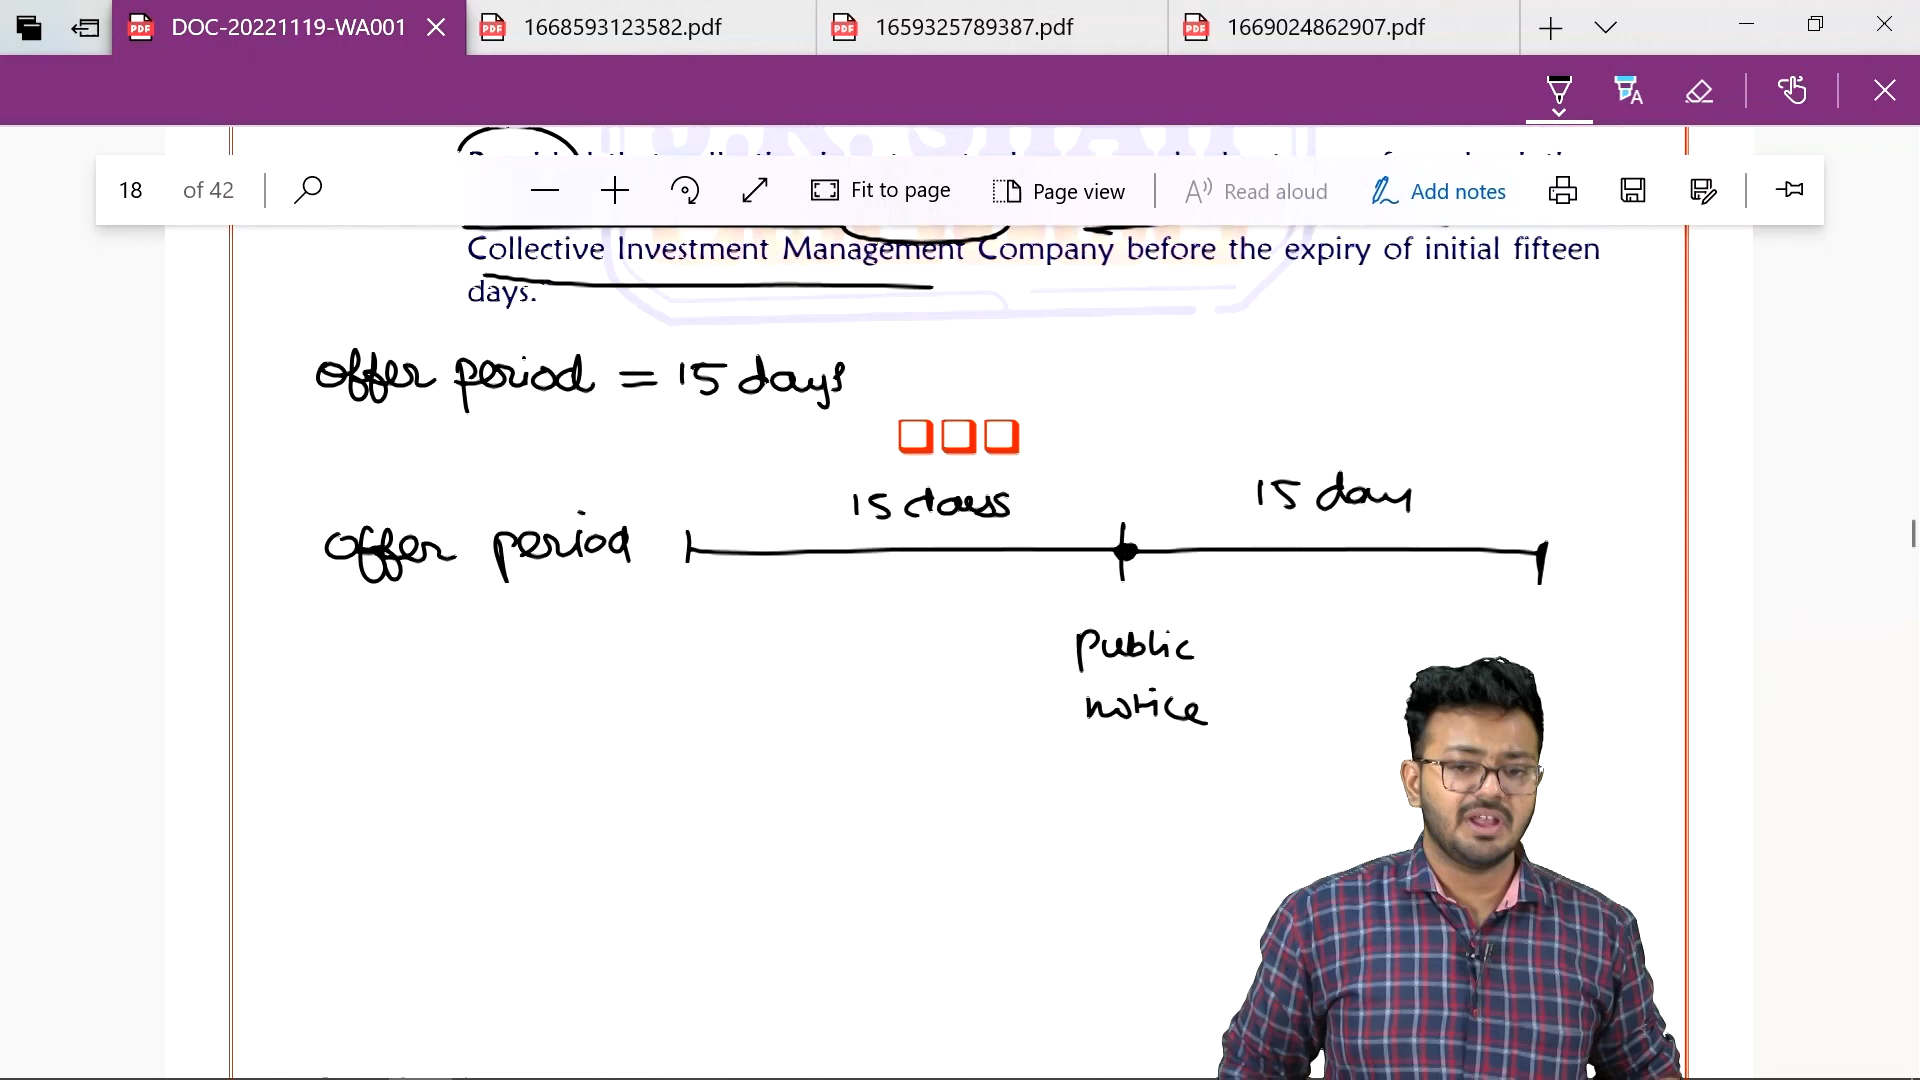 DOC-20221119-WA001
1668593123582.pdf
1659325789387.pdf
1669024862907.pdf
18 of 42
Fit to page
Page view
Read aloud
Add notes
Collective Investment Management Company before the expiry of initial fifteen
days.
offer period = 15 days
15 days
15 day
offer period
public
notice